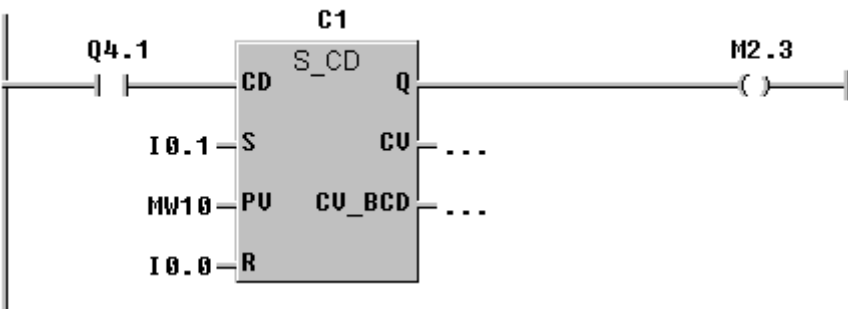 C1
Q4.1 S_CD M2.3
CD Q
I0.1 S CV ...
MW10 PV CV_BCD ...
I0.0 R